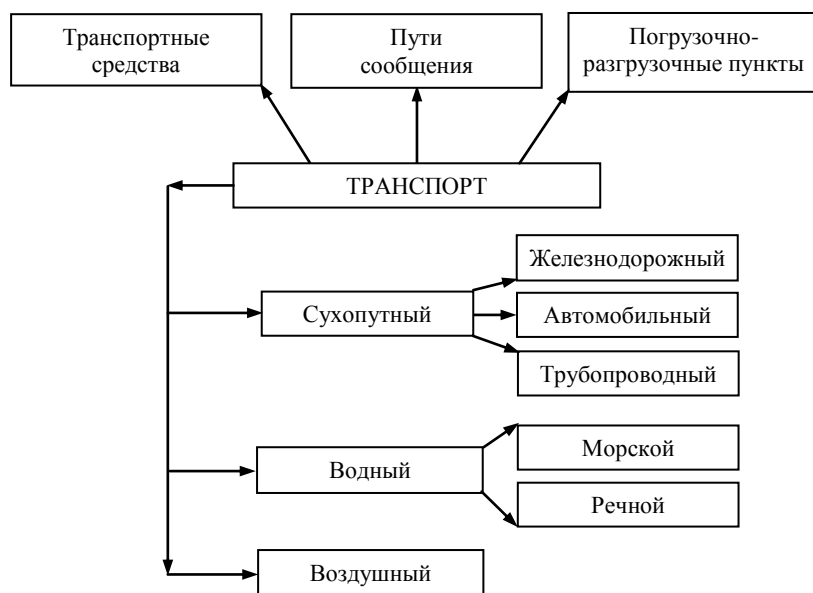 Транспортные
средства
Пути
сообщения
Погрузочно-
разгрузочные пункты
ТРАНСПОРТ
Железнодорожный
Сухопутный
Автомобильный
Трубопроводный
Морской
Водный
Речной
Воздушный